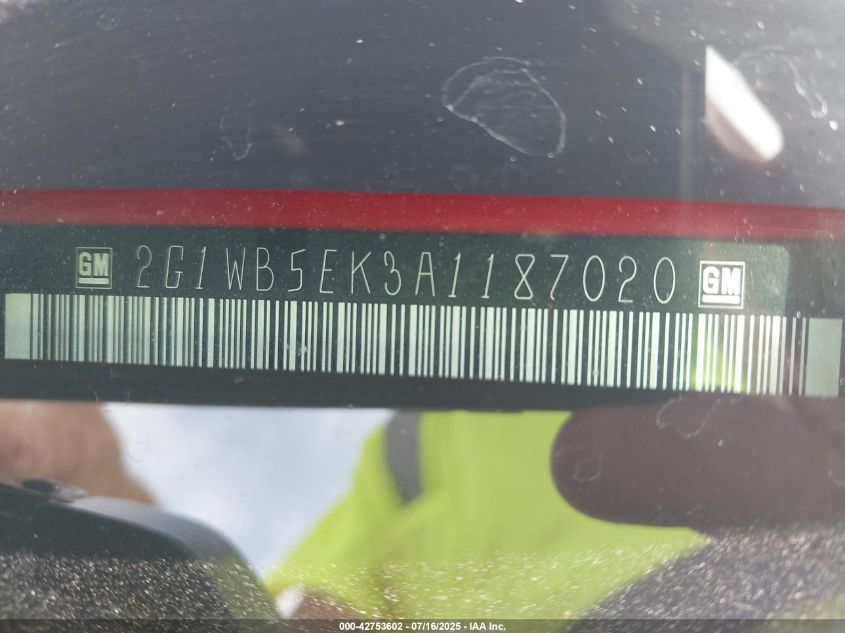 GM 2G1WB5EK3A1187020 GM
000-42753602 - 07/16/2025 - IAA Inc.